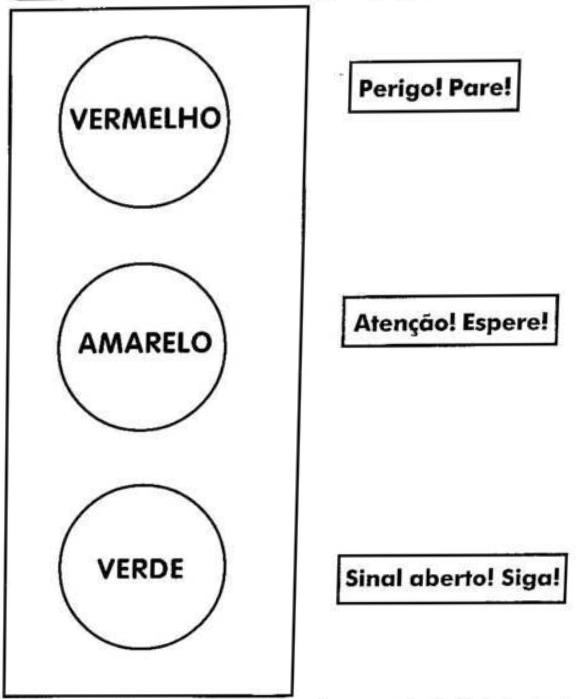 VERMELHO
Perigo! Pare!
AMARELO
Atenção! Espere!
VERDE
Sinal aberto! Siga!